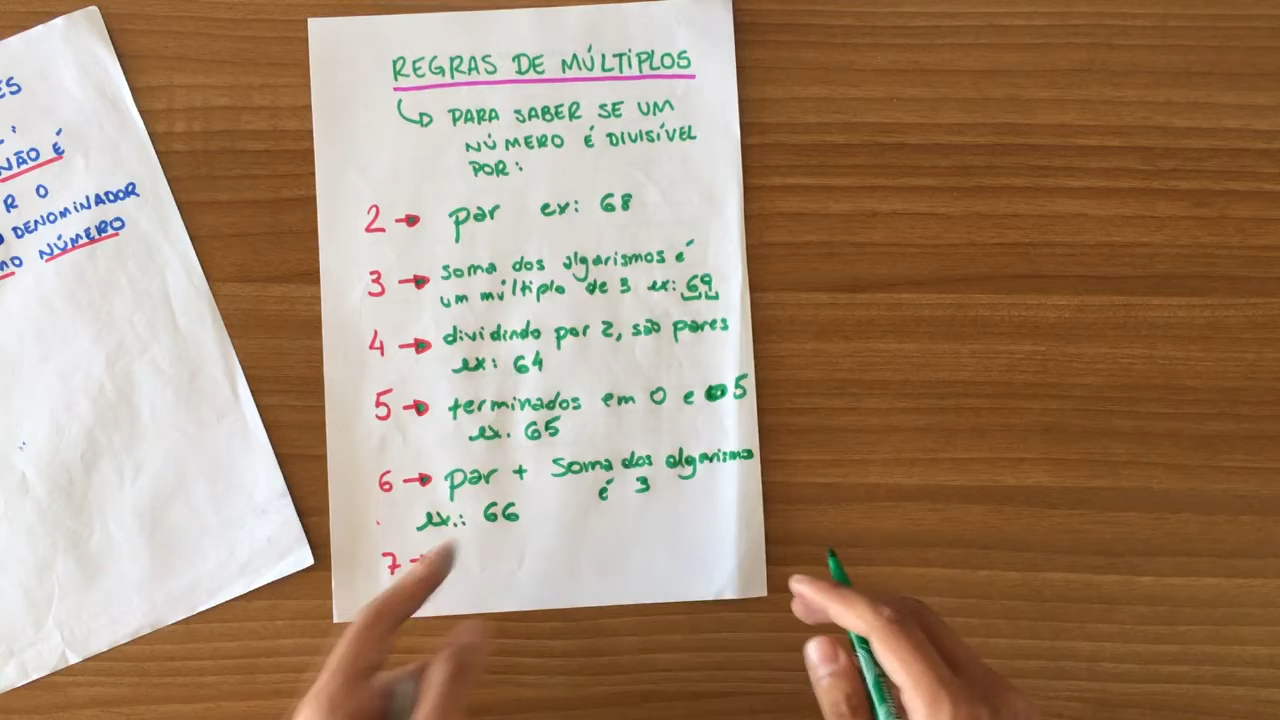 ES
NÃO É
R O
DENOMINADOR
MO NÚMERO
REGRAS DE MÚLTIPLOS
PARA SABER SE UM
NÚMERO É DIVISÍVEL
POR:
2 → par ex: 68
3 → soma dos algarismos é
um múltiplo de 3 ex: 69
4 → dividindo por 2, são pares
ex: 64
5 → terminados em 0 e 5
ex. 65
6 → par + soma dos algarismos
é 3
ex.: 66
7 →